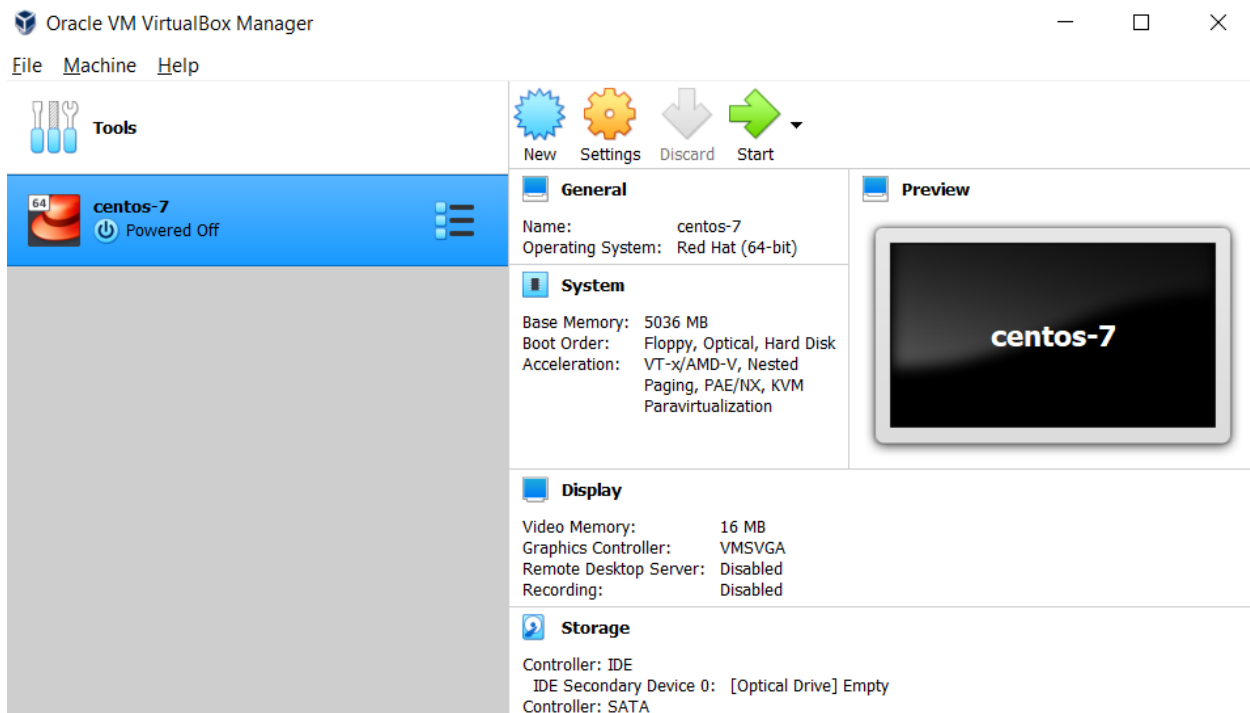 Oracle VM VirtualBox Manager
File Machine Help
Tools
New Settings Discard Start
64
centos-7
Powered Off
General
Name: centos-7
Operating System: Red Hat (64-bit)
Preview
centos-7
System
Base Memory: 5036 MB
Boot Order: Floppy, Optical, Hard Disk
Acceleration: VT-x/AMD-V, Nested
Paging, PAE/NX, KVM
Paravirtualization
Display
Video Memory: 16 MB
Graphics Controller: VMSVGA
Remote Desktop Server: Disabled
Recording: Disabled
Storage
Controller: IDE
IDE Secondary Device 0: [Optical Drive] Empty
Controller: SATA